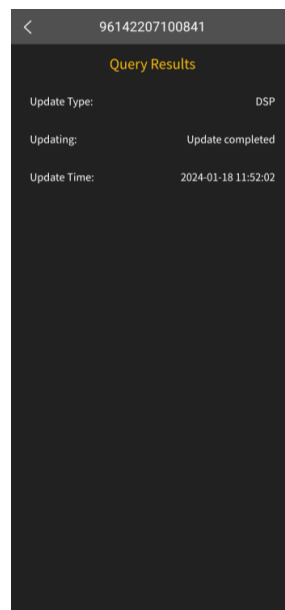 96142207100841
Query Results
Update Type: DSP
Updating: Update completed
Update Time: 2024-01-18 11:52:02